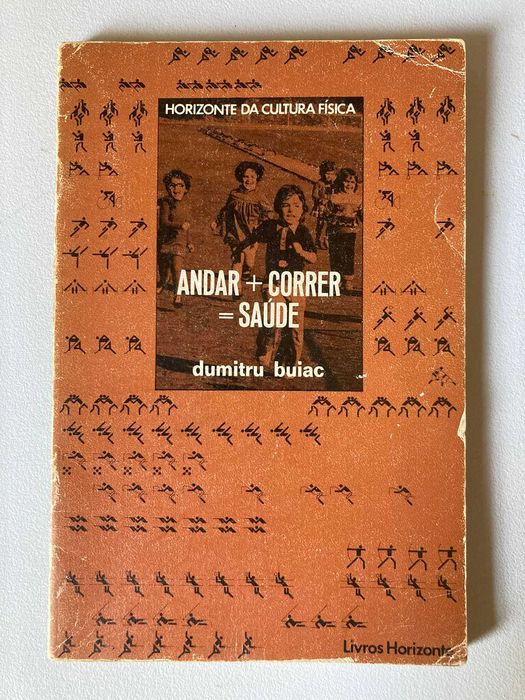 HORIZONTE DA CULTURA FÍSICA
ANDAR + CORRER
= SAÚDE
dumitru buiac
Livros Horizonte